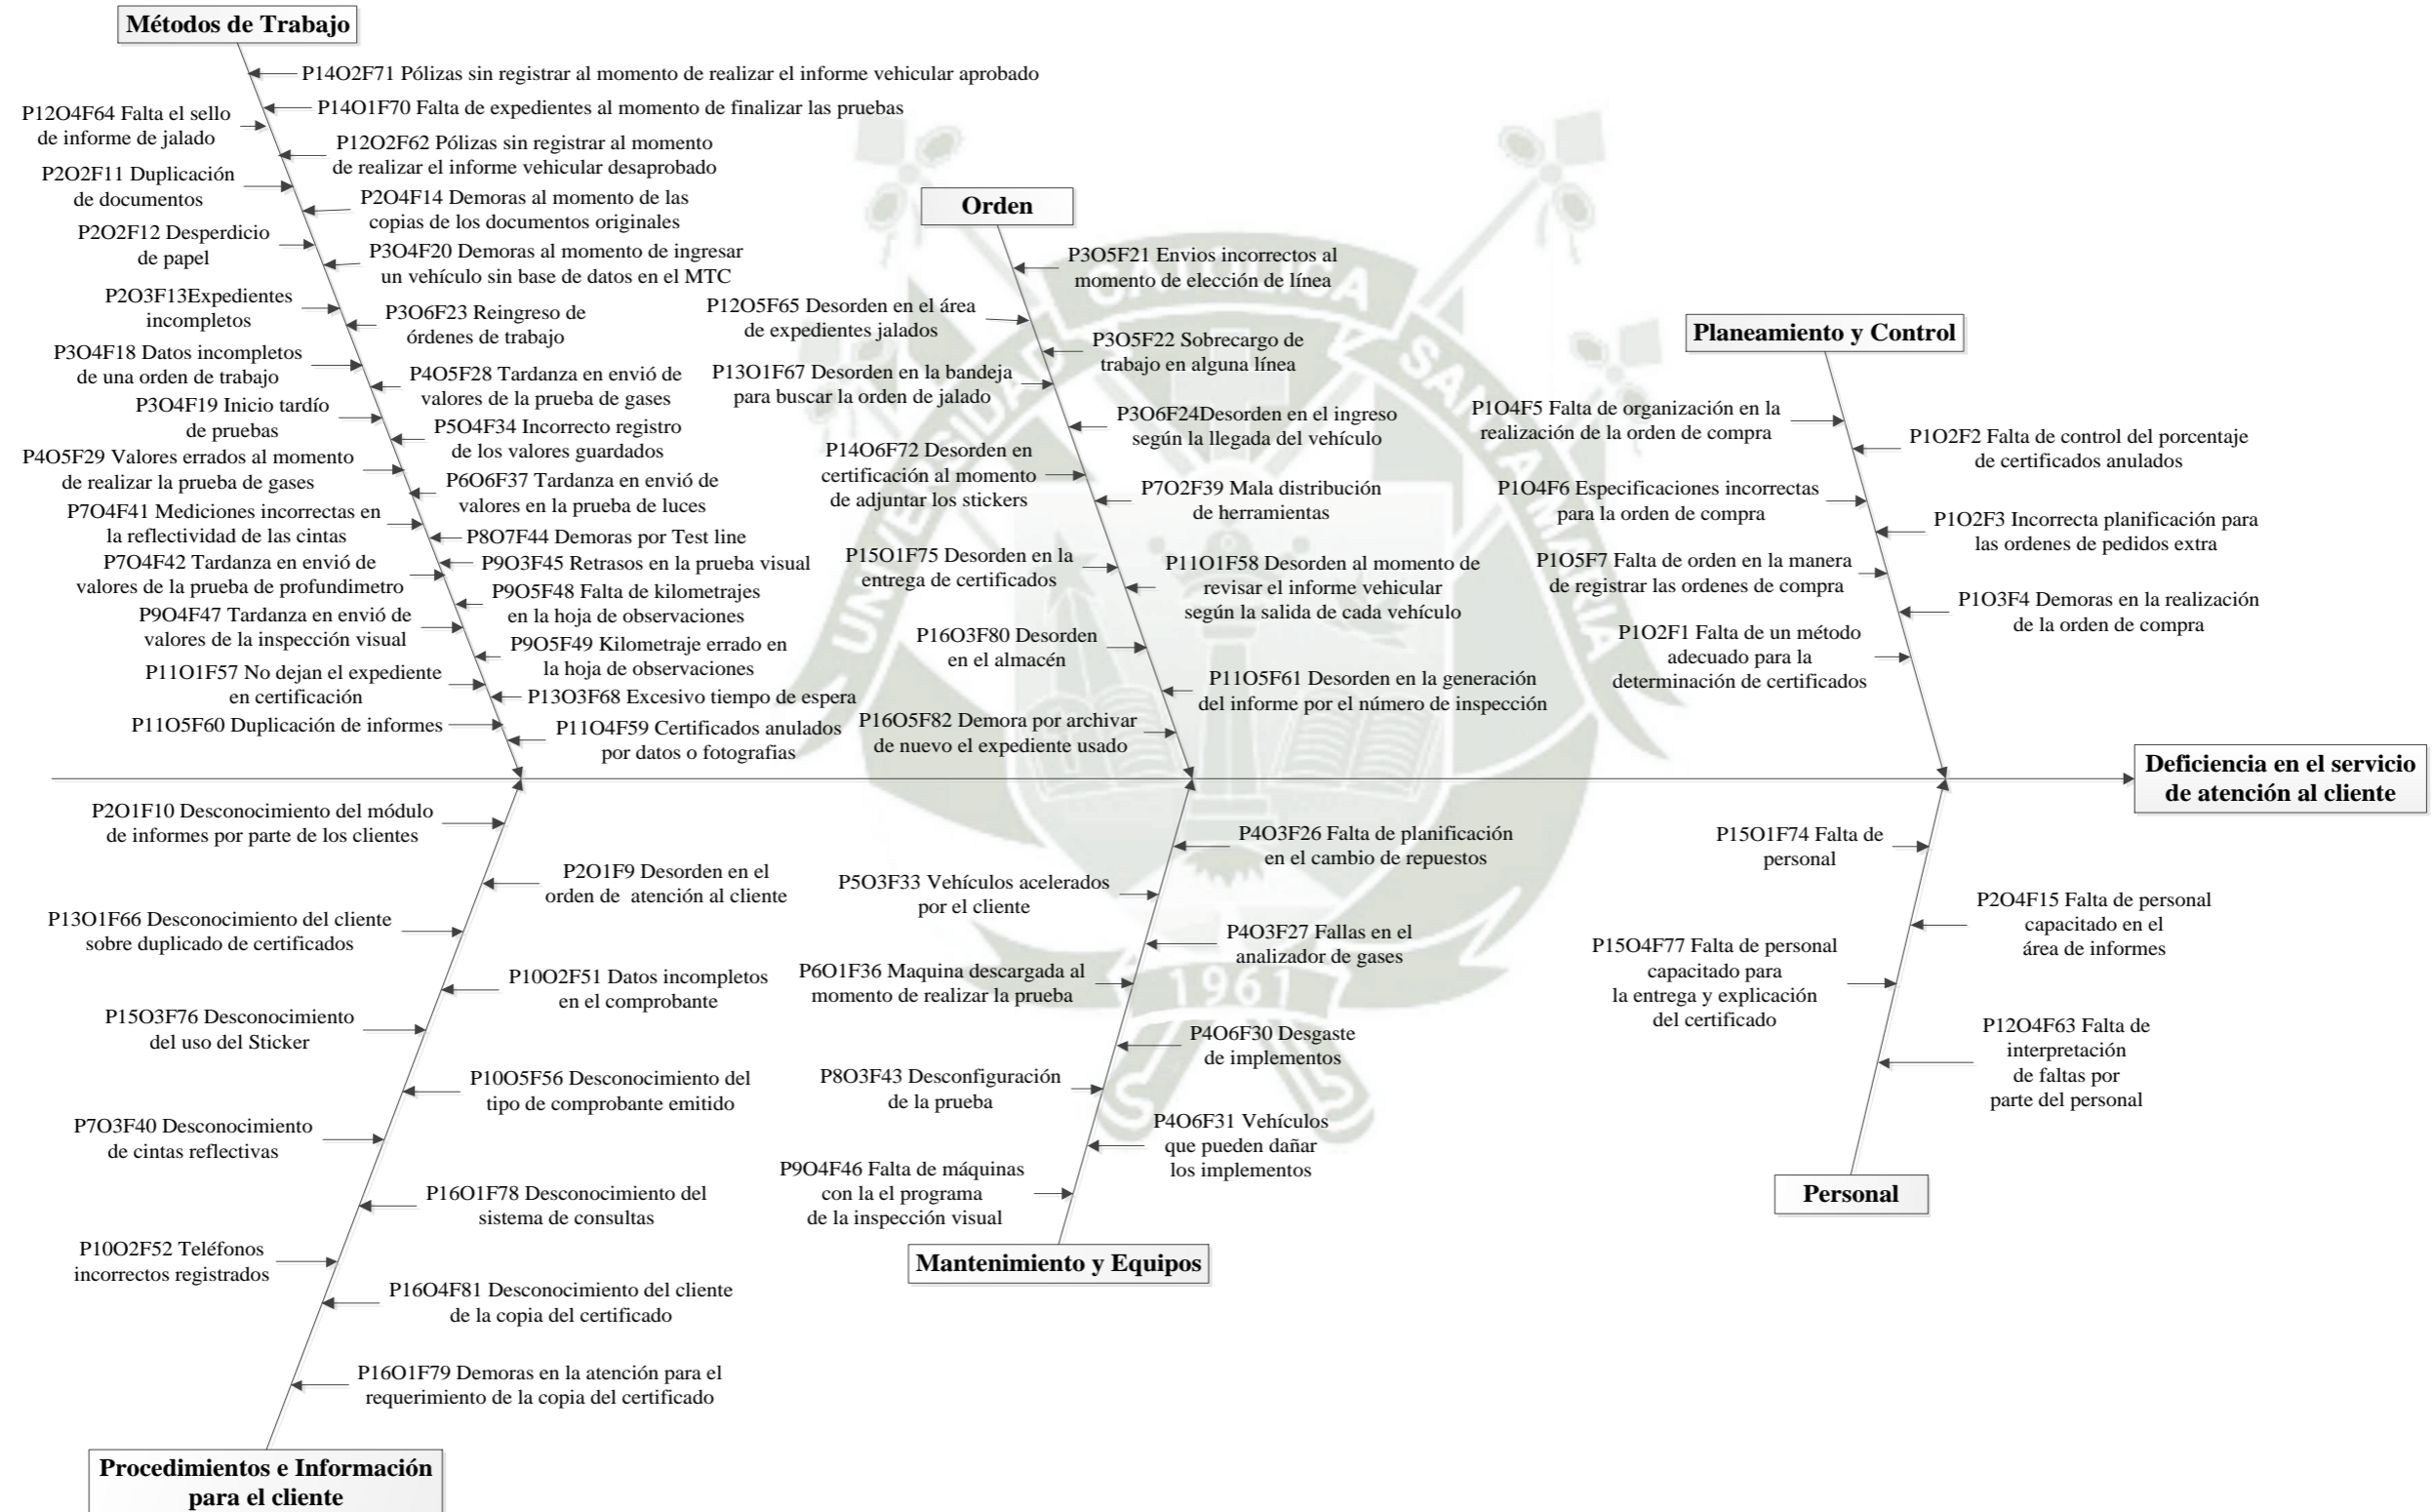 Métodos de Trabajo
P14O2F71 Pólizas sin registrar al momento de realizar el informe vehicular aprobado
P14O1F70 Falta de expedientes al momento de finalizar las pruebas
P12O4F64 Falta el sello
de informe de jalado
P12O2F62 Pólizas sin registrar al momento
de realizar el informe vehicular desaprobado
P2O2F11 Duplicación
de documentos
P2O4F14 Demoras al momento de las
copias de los documentos originales
P2O2F12 Desperdicio
de papel
P3O4F20 Demoras al momento de ingresar
un vehículo sin base de datos en el MTC
P2O3F13Expedientes
incompletos
P3O6F23 Reingreso de
órdenes de trabajo
P3O4F18 Datos incompletos
de una orden de trabajo
P4O5F28 Tardanza en envió de
valores de la prueba de gases
P3O4F19 Inicio tardío
de pruebas
P5O4F34 Incorrecto registro
de los valores guardados
P4O5F29 Valores errados al momento
de realizar la prueba de gases
P6O6F37 Tardanza en envió de
valores en la prueba de luces
P7O4F41 Mediciones incorrectas en
la reflectividad de las cintas
P8O7F44 Demoras por Test line
P9O3F45 Retrasos en la prueba visual
P7O4F42 Tardanza en envió de
valores de la prueba de profundimetro
P9O5F48 Falta de kilometrajes
en la hoja de observaciones
P9O4F47 Tardanza en envió de
valores de la inspección visual
P9O5F49 Kilometraje errado en
la hoja de observaciones
P11O1F57 No dejan el expediente
en certificación
P13O3F68 Excesivo tiempo de espera
P11O5F60 Duplicación de informes
P11O4F59 Certificados anulados
por datos o fotografias
Orden
P3O5F21 Envios incorrectos al
momento de elección de línea
P12O5F65 Desorden en el área
de expedientes jalados
P3O5F22 Sobrecargo de
trabajo en alguna línea
P13O1F67 Desorden en la bandeja
para buscar la orden de jalado
P3O6F24Desorden en el ingreso
según la llegada del vehículo
P14O6F72 Desorden en
certificación al momento
de adjuntar los stickers
P7O2F39 Mala distribución
de herramientas
P15O1F75 Desorden en la
entrega de certificados
P11O1F58 Desorden al momento de
revisar el informe vehicular
según la salida de cada vehículo
P16O3F80 Desorden
en el almacén
P11O5F61 Desorden en la generación
del informe por el número de inspección
P16O5F82 Demora por archivar
de nuevo el expediente usado
Planeamiento y Control
P1O4F5 Falta de organización en la
realización de la orden de compra
P1O2F2 Falta de control del porcentaje
de certificados anulados
P1O4F6 Especificaciones incorrectas
para la orden de compra
P1O2F3 Incorrecta planificación para
las ordenes de pedidos extra
P1O5F7 Falta de orden en la manera
de registrar las ordenes de compra
P1O3F4 Demoras en la realización
de la orden de compra
P1O2F1 Falta de un método
adecuado para la
determinación de certificados
Deficiencia en el servicio
de atención al cliente
P2O1F10 Desconocimiento del módulo
de informes por parte de los clientes
P2O1F9 Desorden en el
orden de atención al cliente
P13O1F66 Desconocimiento del cliente
sobre duplicado de certificados
P10O2F51 Datos incompletos
en el comprobante
P15O3F76 Desconocimiento
del uso del Sticker
P10O5F56 Desconocimiento del
tipo de comprobante emitido
P7O3F40 Desconocimiento
de cintas reflectivas
P16O1F78 Desconocimiento del
sistema de consultas
P10O2F52 Teléfonos
incorrectos registrados
P16O4F81 Desconocimiento del cliente
de la copia del certificado
P16O1F79 Demoras en la atención para el
requerimiento de la copia del certificado
Procedimientos e Información
para el cliente
P4O3F26 Falta de planificación
en el cambio de repuestos
P5O3F33 Vehículos acelerados
por el cliente
P4O3F27 Fallas en el
analizador de gases
P6O1F36 Maquina descargada al
momento de realizar la prueba
P4O6F30 Desgaste
de implementos
P8O3F43 Desconfiguración
de la prueba
P4O6F31 Vehículos
que pueden dañar
los implementos
P9O4F46 Falta de máquinas
con la el programa
de la inspección visual
Mantenimiento y Equipos
P15O1F74 Falta de
personal
P2O4F15 Falta de personal
capacitado en el
área de informes
P15O4F77 Falta de personal
capacitado para
la entrega y explicación
del certificado
P12O4F63 Falta de
interpretación
de faltas por
parte del personal
Personal
UNIVERSIDAD CATOLICA SANTA MARIA
1961